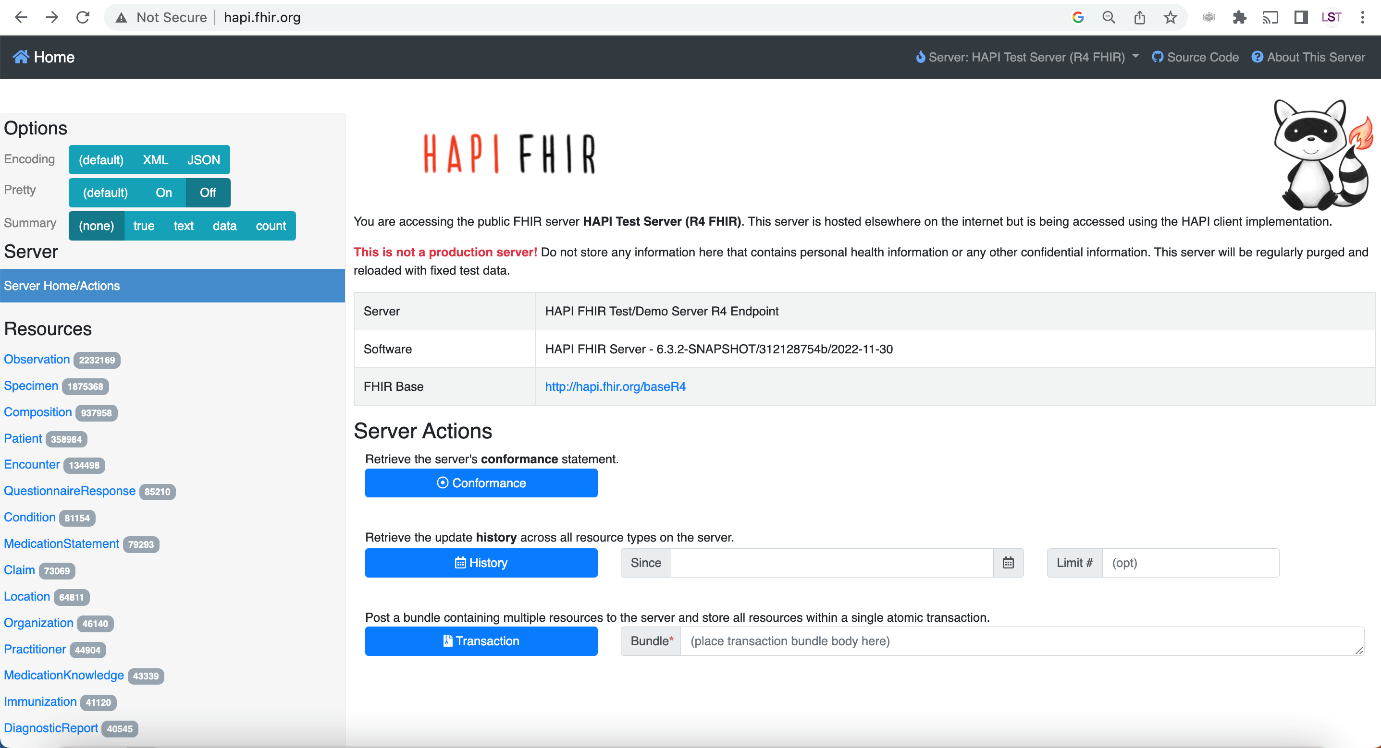 Not Secure | hapi.fhir.org
LST
Home
Server: HAPI Test Server (R4 FHIR)
Source Code
About This Server
Options
Encoding (default) XML JSON
Pretty (default) On Off
Summary (none) true text data count
Server
Server Home/Actions
Resources
Observation 2232169
Specimen 1875368
Composition 937958
Patient 358984
Encounter 134498
QuestionnaireResponse 85210
Condition 81154
MedicationStatement 79293
Claim 73069
Location 64811
Organization 46140
Practitioner 44904
MedicationKnowledge 43339
Immunization 41120
DiagnosticReport 40545
HAPI FHIR
You are accessing the public FHIR server HAPI Test Server (R4 FHIR). This server is hosted elsewhere on the internet but is being accessed using the HAPI client implementation.
This is not a production server! Do not store any information here that contains personal health information or any other confidential information. This server will be regularly purged and
reloaded with fixed test data.
Server HAPI FHIR Test/Demo Server R4 Endpoint
Software HAPI FHIR Server - 6.3.2-SNAPSHOT/312128754b/2022-11-30
FHIR Base http://hapi.fhir.org/baseR4
Server Actions
Retrieve the server's conformance statement.
Conformance
Retrieve the update history across all resource types on the server.
History Since Limit # (opt)
Post a bundle containing multiple resources to the server and store all resources within a single atomic transaction.
Transaction Bundle* (place transaction bundle body here)